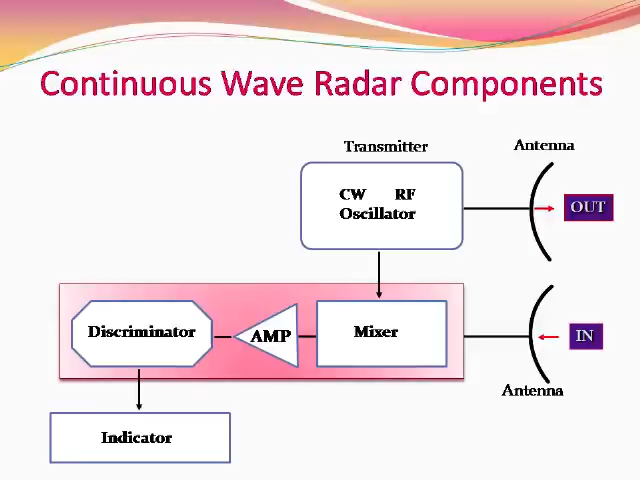 Continuous Wave Radar Components
Transmitter
Antenna
CW RF
Oscillator
OUT
Discriminator
AMP
Mixer
IN
Antenna
Indicator